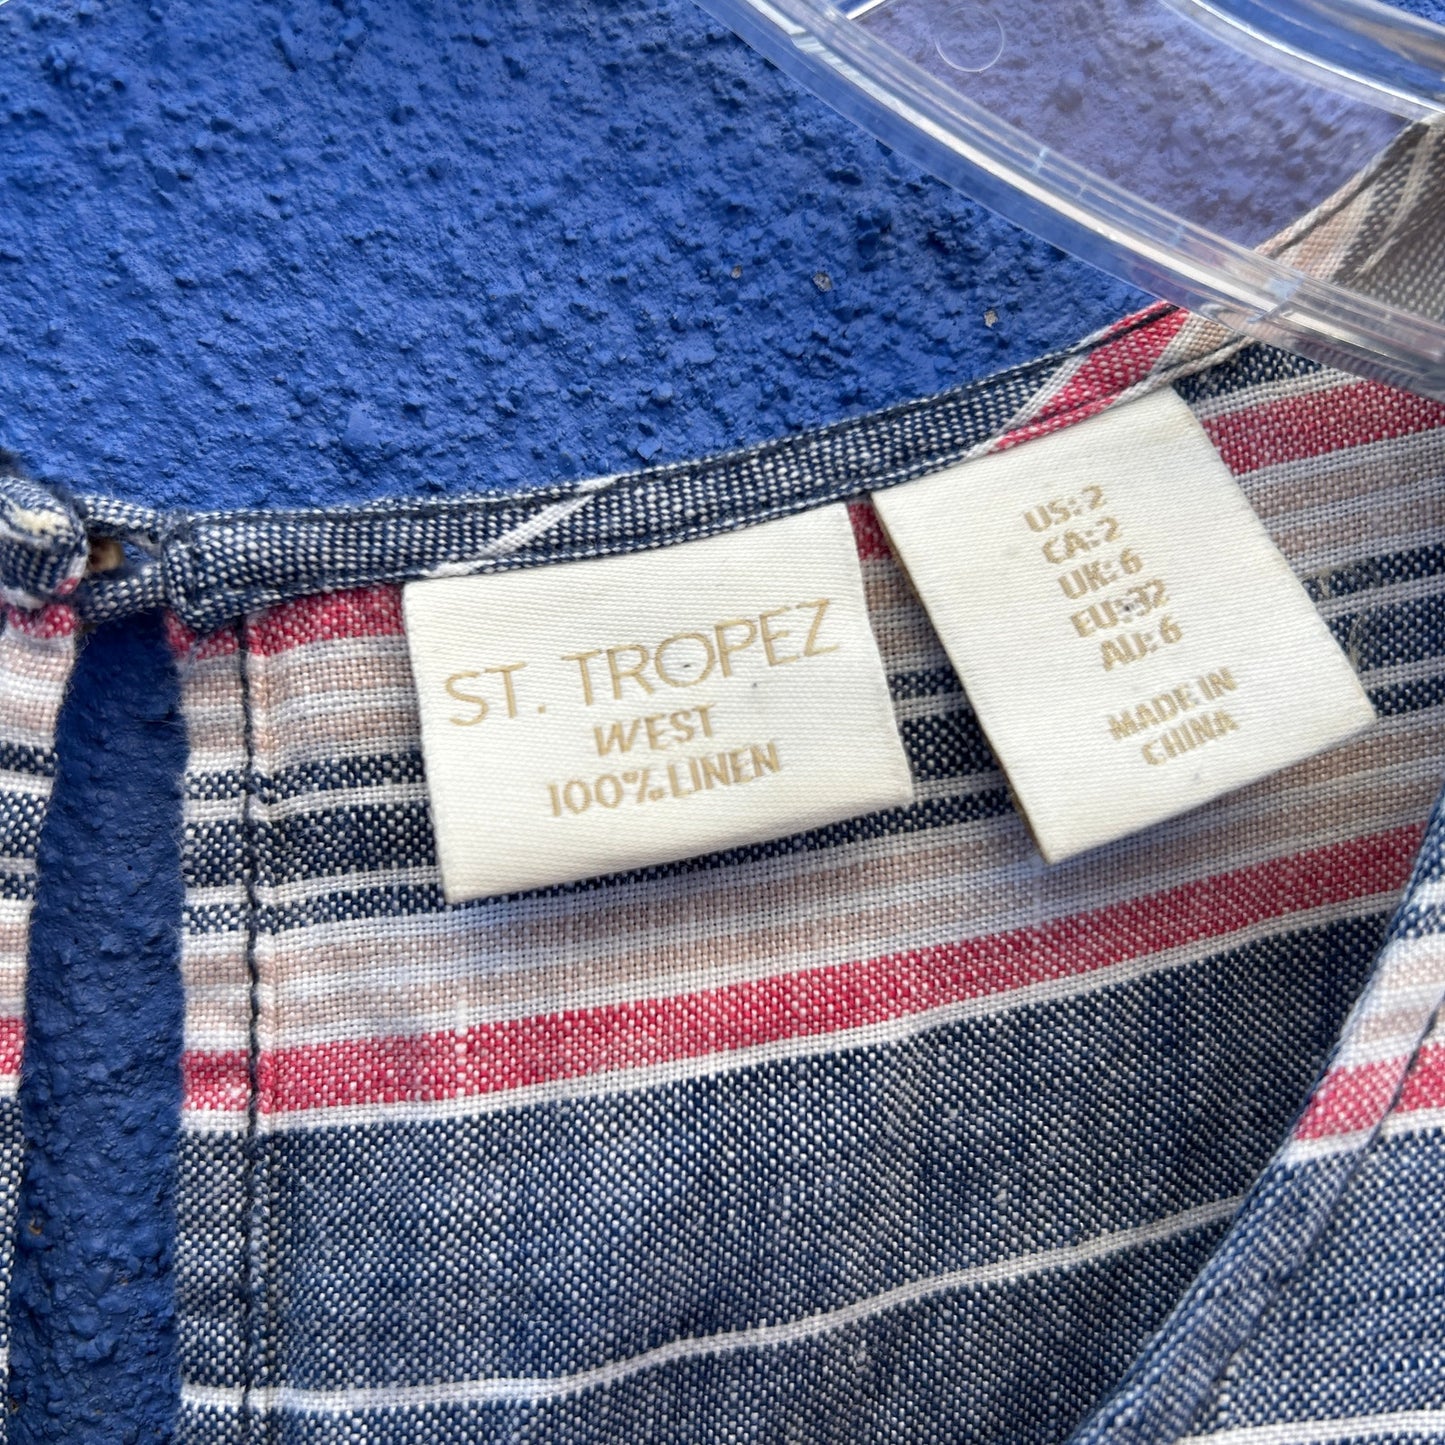 ST. TROPEZ
WEST
100% LINEN
US: 2
CA: 2
UK: 6
EU: 32
AU: 6
MADE IN
CHINA